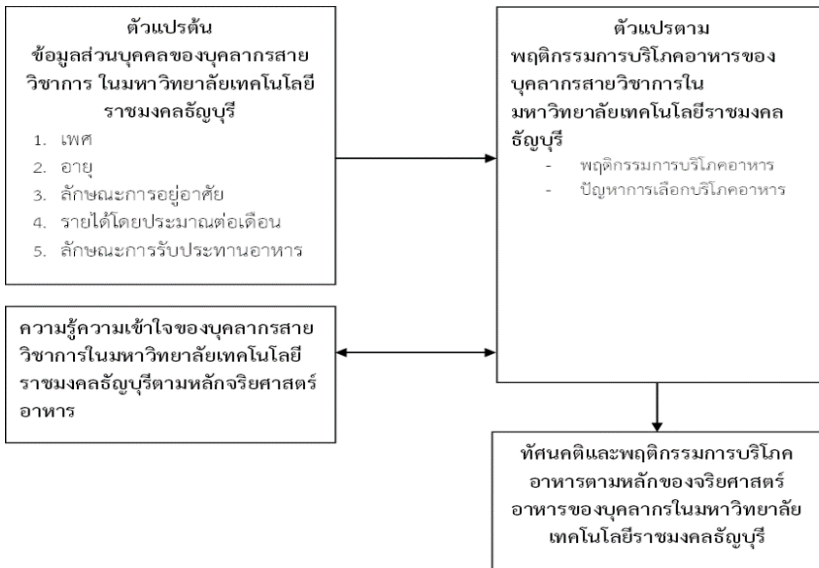 ตัวแปรต้น
ข้อมูลส่วนบุคคลของบุคลากรสาย
วิชาการ ในมหาวิทยาลัยเทคโนโลยี
ราชมงคลธัญบุรี
1. เพศ
2. อายุ
3. ลักษณะการอยู่อาศัย
4. รายได้โดยประมาณต่อเดือน
5. ลักษณะการรับประทานอาหาร
ตัวแปรตาม
พฤติกรรมการบริโภคอาหารของ
บุคลากรสายวิชาการใน
มหาวิทยาลัยเทคโนโลยีราชมงคล
ธัญบุรี
- พฤติกรรมการบริโภคอาหาร
- ปัญหาการเลือกบริโภคอาหาร
ความรู้ความเข้าใจของบุคลากรสาย
วิชาการในมหาวิทยาลัยเทคโนโลยี
ราชมงคลธัญบุรีตามหลักจริยศาสตร์
อาหาร
ทัศนคติและพฤติกรรมการบริโภค
อาหารตามหลักของจริยศาสตร์
อาหารของบุคลากรในมหาวิทยาลัย
เทคโนโลยีราชมงคลธัญบุรี